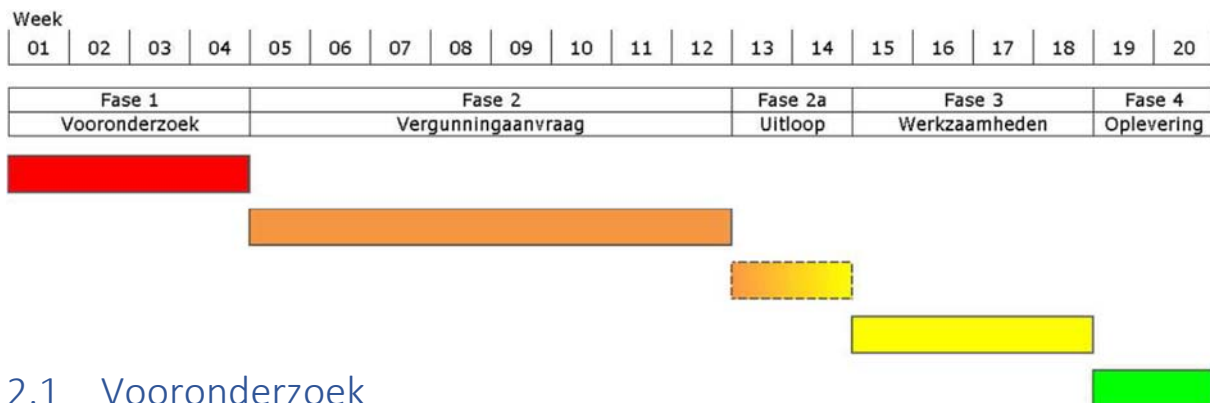 Week
01 02 03 04 05 06 07 08 09 10 11 12 13 14 15 16 17 18 19 20
Fase 1 Fase 2 Fase 2a Fase 3 Fase 4
Vooronderzoek Vergunningaanvraag Uitloop Werkzaamheden Oplevering
2.1 Vooronderzoek